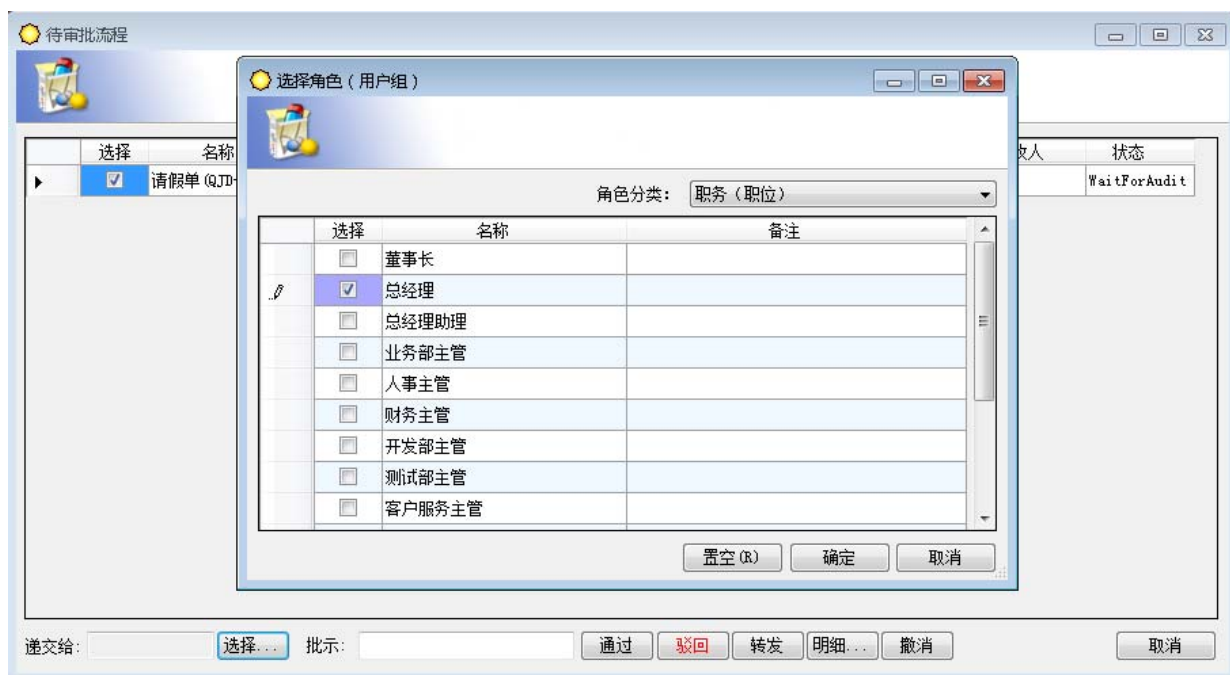 待审批流程
选择角色（用户组）
选择 名称 改人 状态
请假单(QJD- WaitForAudit
角色分类： 职务（职位）
选择 名称 备注
董事长
总经理
总经理助理
业务部主管
人事主管
财务主管
开发部主管
测试部主管
客户服务主管
置空(R) 确定 取消
递交给: 选择... 批示: 通过 驳回 转发 明细... 撤消 取消